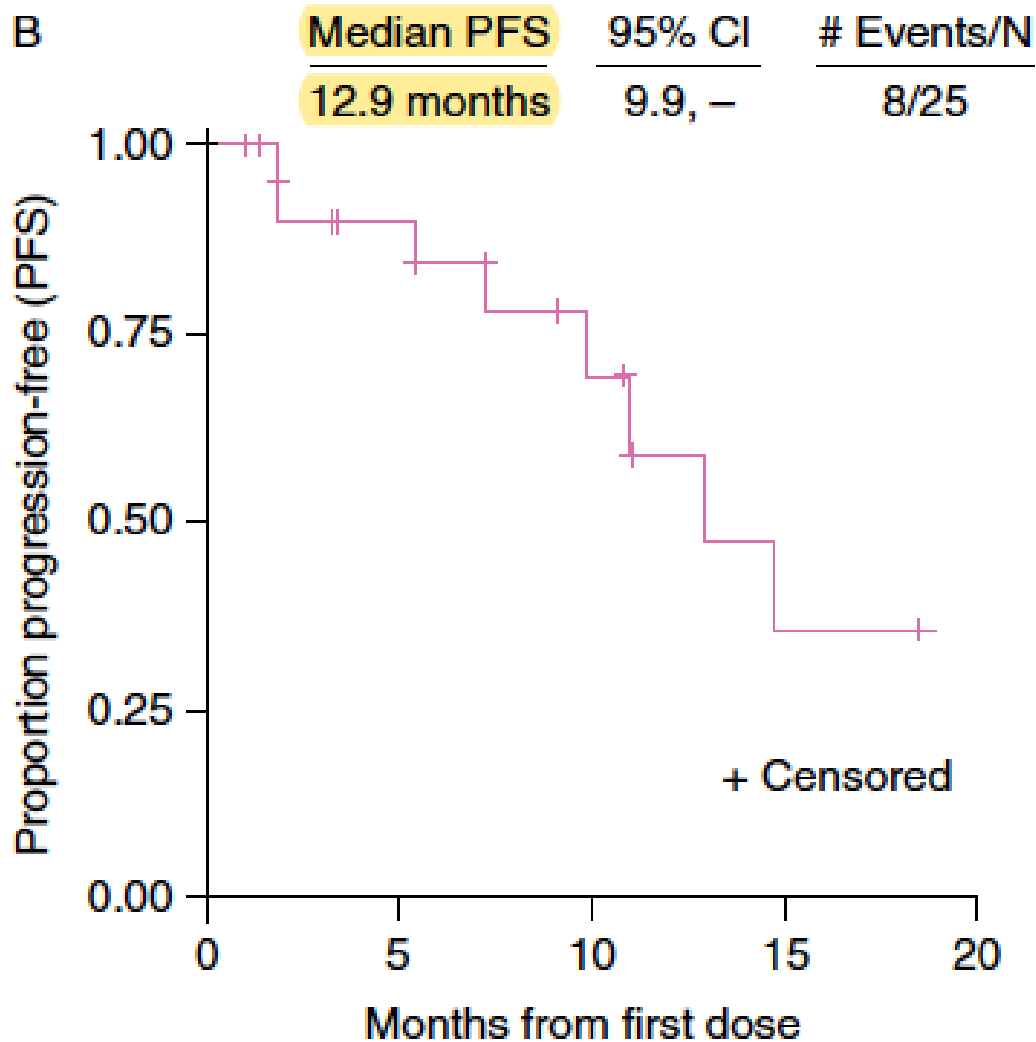 B Median PFS 95% CI # Events/N
12.9 months 9.9, – 8/25
1.00
0.75
0.50
0.25
0.00
Proportion progression-free (PFS)
+ Censored
0 5 10 15 20
Months from first dose